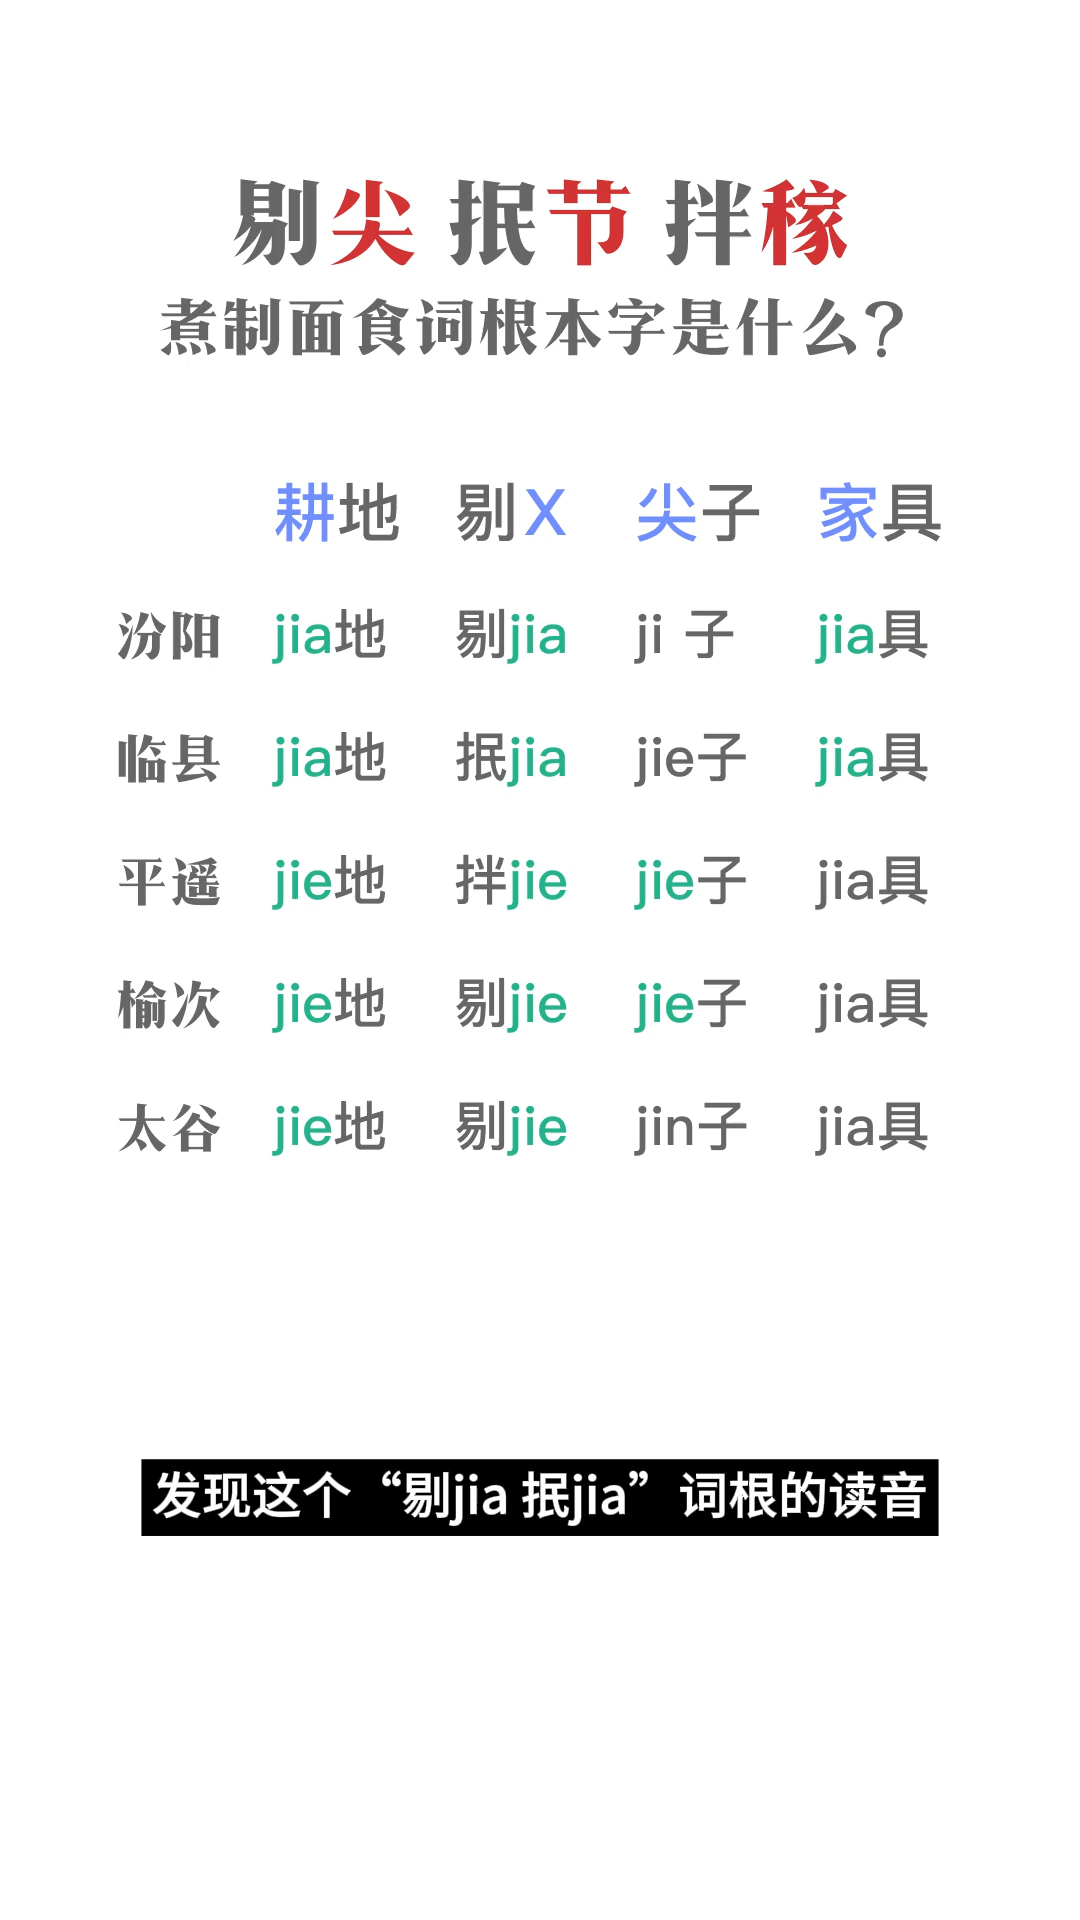 剔尖 抿节 拌稼
煮制面食词根本字是什么？
耕地 剔X 尖子 家具
汾阳 jia地 剔jia ji 子 jia具
临县 jia地 抿jia jie子 jia具
平遥 jie地 拌jie jie子 jia具
榆次 jie地 剔jie jie子 jia具
太谷 jie地 剔jie jin子 jia具
发现这个“剔jia 抿jia”词根的读音